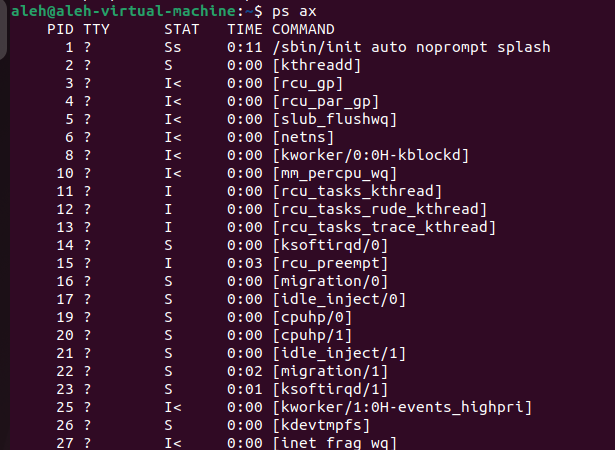 aleh@aleh-virtual-machine:~$ ps ax
PID TTY STAT TIME COMMAND
1 ? Ss 0:11 /sbin/init auto noprompt splash
2 ? S 0:00 [kthreadd]
3 ? I< 0:00 [rcu_gp]
4 ? I< 0:00 [rcu_par_gp]
5 ? I< 0:00 [slub_flushwq]
6 ? I< 0:00 [netns]
8 ? I< 0:00 [kworker/0:0H-kblockd]
10 ? I< 0:00 [mm_percpu_wq]
11 ? I 0:00 [rcu_tasks_kthread]
12 ? I 0:00 [rcu_tasks_rude_kthread]
13 ? I 0:00 [rcu_tasks_trace_kthread]
14 ? S 0:00 [ksoftirqd/0]
15 ? I 0:03 [rcu_preempt]
16 ? S 0:00 [migration/0]
17 ? S 0:00 [idle_inject/0]
19 ? S 0:00 [cpuhp/0]
20 ? S 0:00 [cpuhp/1]
21 ? S 0:00 [idle_inject/1]
22 ? S 0:02 [migration/1]
23 ? S 0:01 [ksoftirqd/1]
25 ? I< 0:00 [kworker/1:0H-events_highpri]
26 ? S 0:00 [kdevtmpfs]
27 ? I< 0:00 [inet_frag_wq]